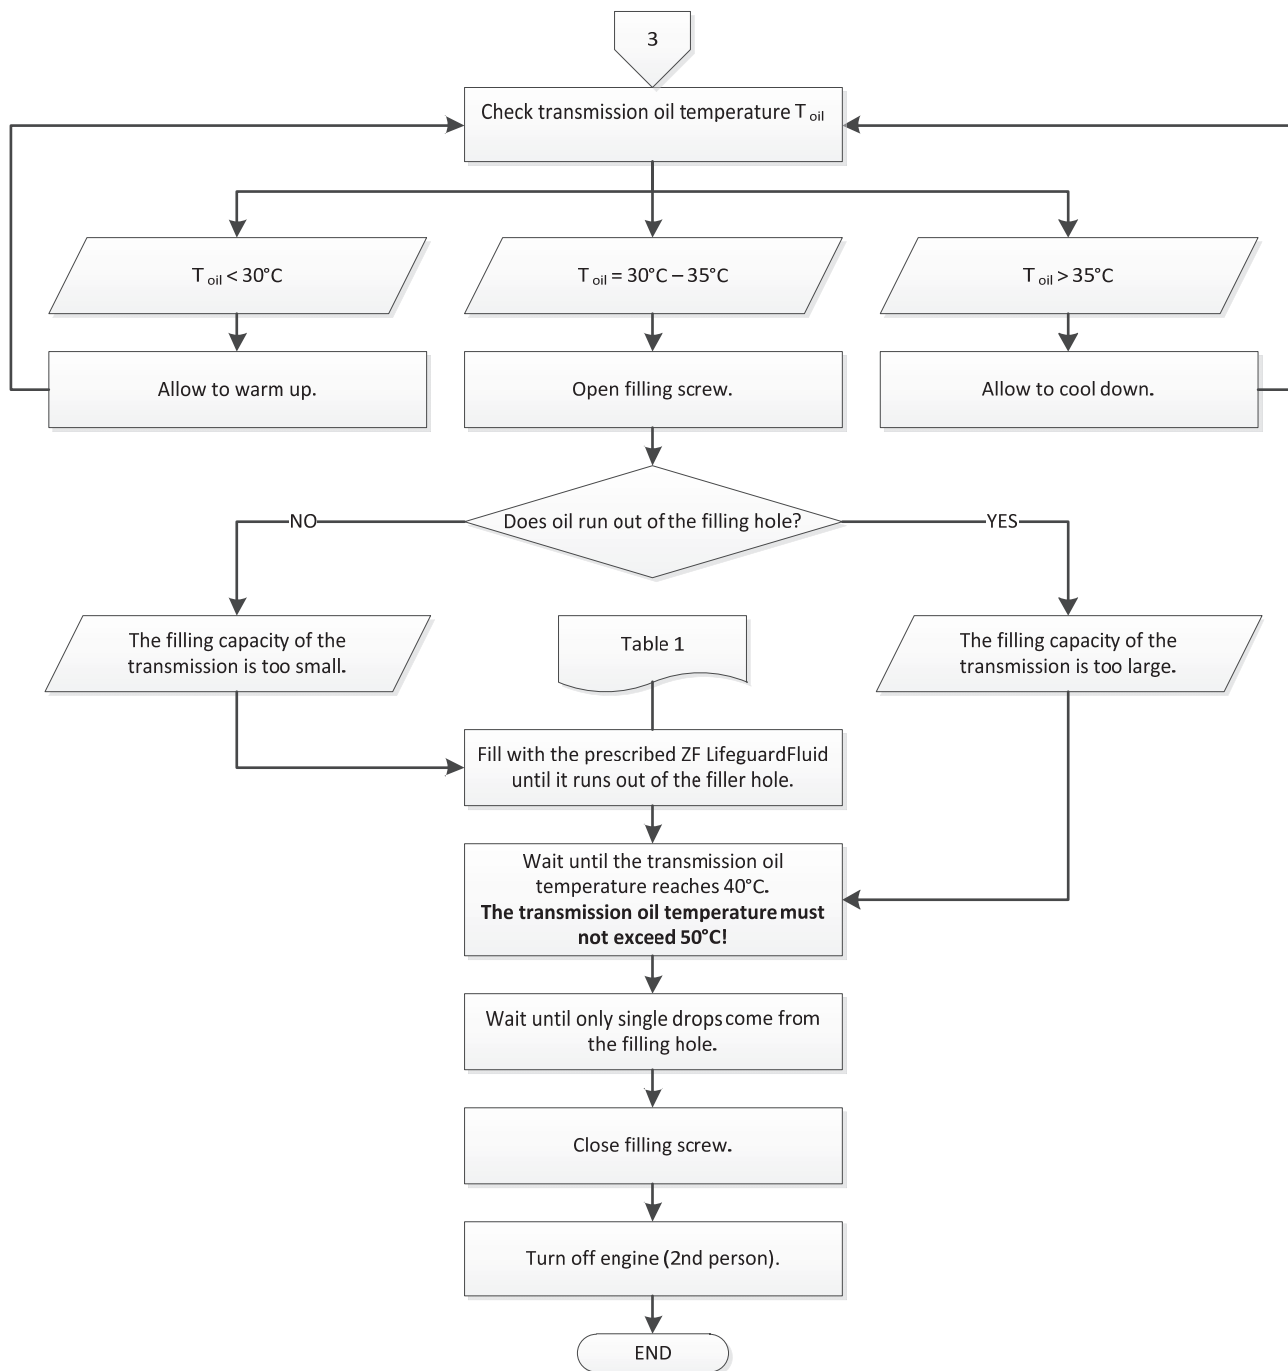 3
Check transmission oil temperature T oil
T oil < 30°C
T oil = 30°C – 35°C
T oil > 35°C
Allow to warm up.
Open filling screw.
Allow to cool down.
Does oil run out of the filling hole?
NO
YES
The filling capacity of the
transmission is too small.
Table 1
The filling capacity of the
transmission is too large.
Fill with the prescribed ZF LifeguardFluid
until it runs out of the filler hole.
Wait until the transmission oil
temperature reaches 40°C.
The transmission oil temperature must
not exceed 50°C!
Wait until only single drops come from
the filling hole.
Close filling screw.
Turn off engine (2nd person).
END